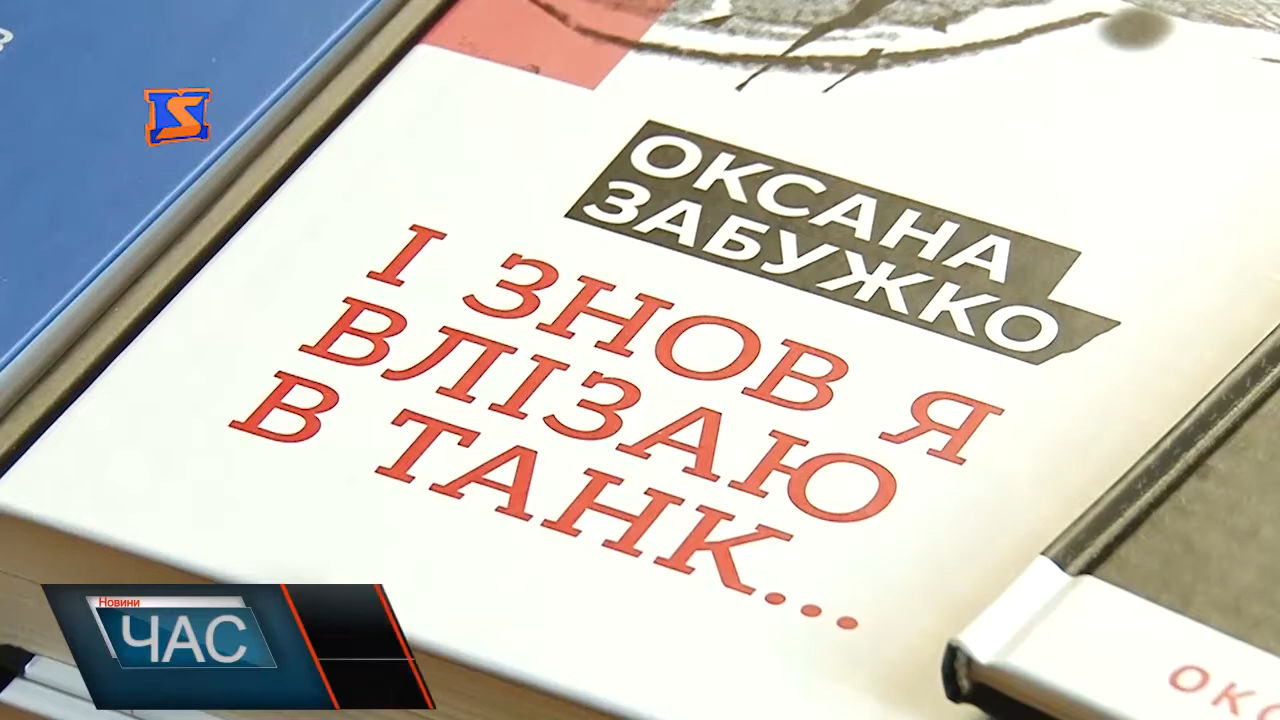 ОКСАНА
ЗАБУЖКО
І ЗНОВ Я
ВЛІЗАЮ
В ТАНК...
Новини
ЧАС